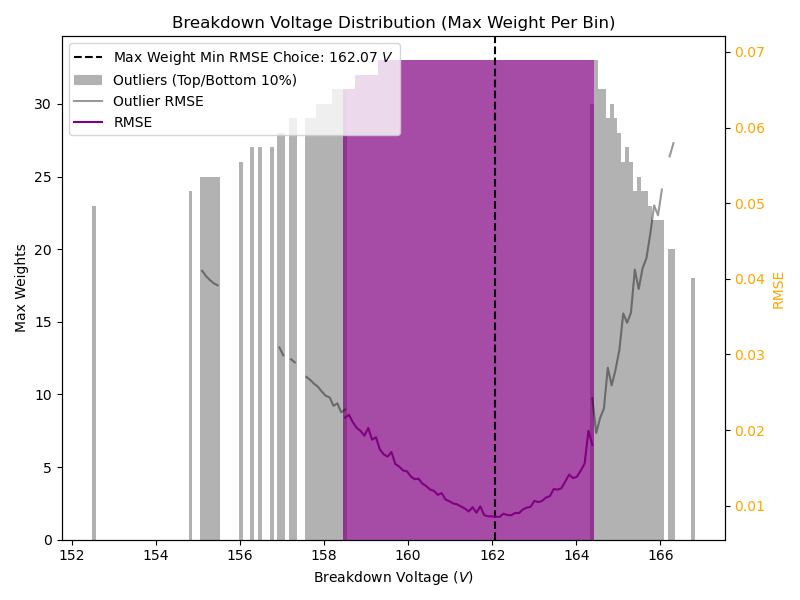 Breakdown Voltage Distribution (Max Weight Per Bin)
Max Weight Min RMSE Choice: 162.07 V
Outliers (Top/Bottom 10%)
Outlier RMSE
RMSE
Max Weights
30
25
20
15
10
5
0
0.07
0.06
0.05
0.04
0.03
0.02
0.01
RMSE
152 154 156 158 160 162 164 166
Breakdown Voltage (V)